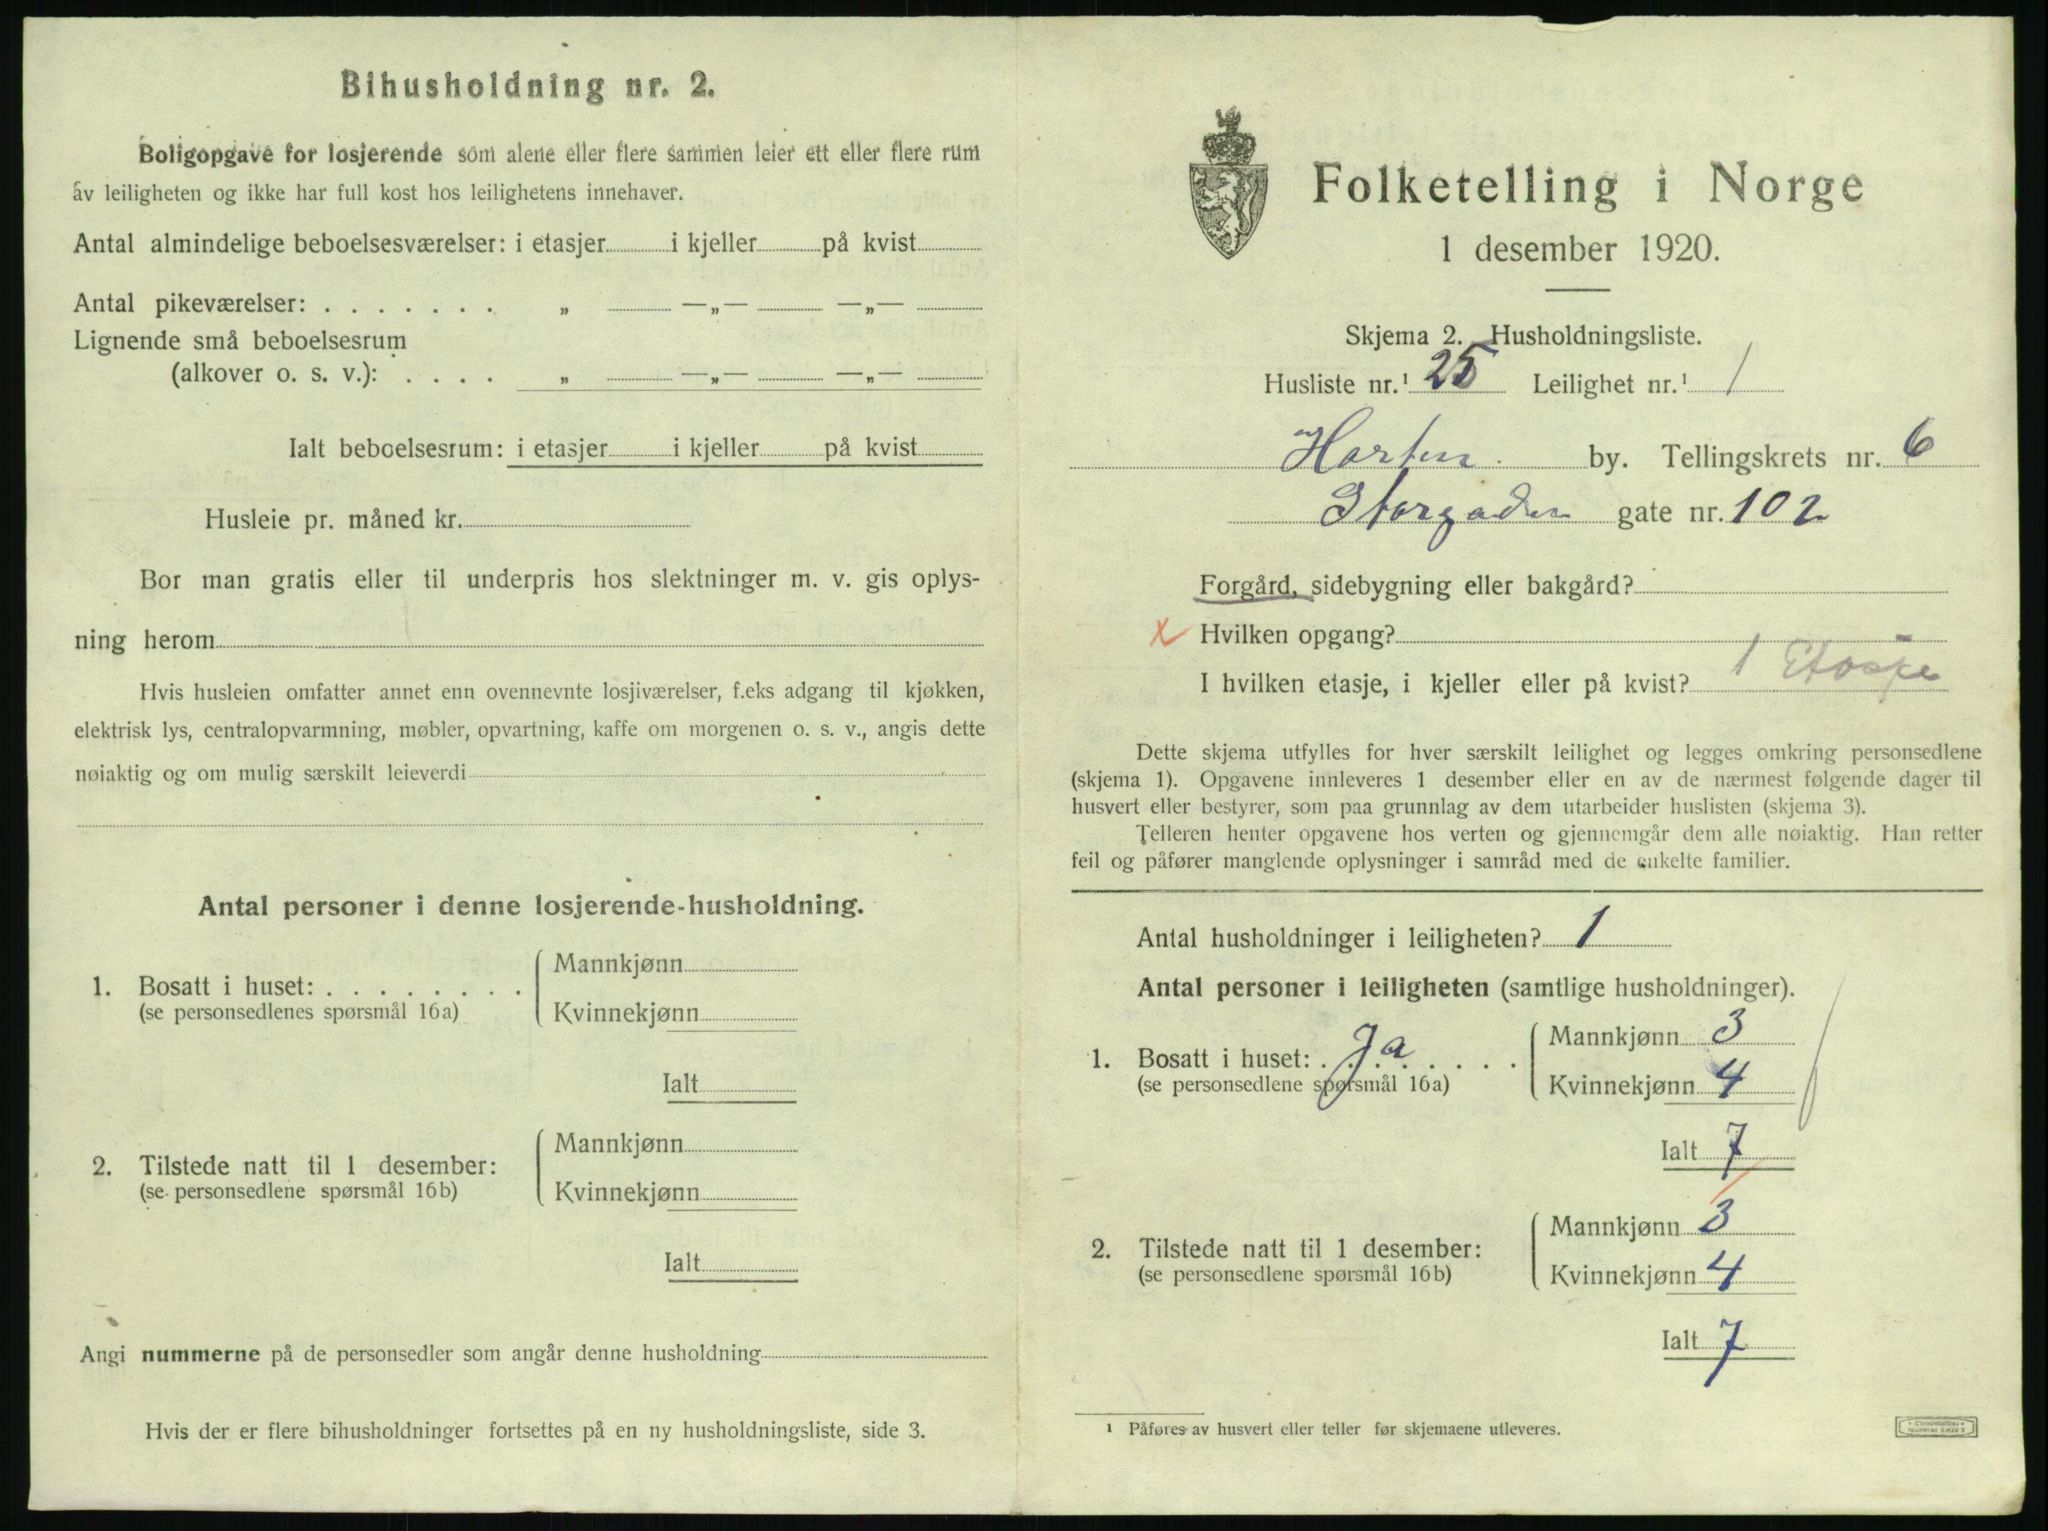 Bihusholdning nr. 2.
Boligopgave for losjerende som alene eller flere sammen leier ett eller flere rum
av leiligheten og ikke har full kost hos leilighetens innehaver.
Antal almindelige beboelsesværelser: i etasjer i kjeller på kvist
Antal pikeværelser: . . . . . . . „ —„— —„—
Lignende små beboelsesrum
(alkover o. s. v.): . . . . „ —„— —„—
Ialt beboelsesrum: i etasjer i kjeller på kvist
Husleie pr. måned kr.
Bor man gratis eller til underpris hos slektninger m. v. gis oplys-
ning herom
Hvis husleien omfatter annet enn ovennevnte losjiværelser, f.eks adgang til kjøkken,
elektrisk lys, centralopvarmning, møbler, opvartning, kaffe om morgenen o. s. v., angis dette
nøiaktig og om mulig særskilt leieverdi
Antal personer i denne losjerende-husholdning.
1. Bosatt i huset: . . . . . . . . Mannkjønn
(se personsedlenes spørsmål 16a) Kvinnekjønn
Ialt
2. Tilstede natt til 1 desember: Mannkjønn
(se personsedlene spørsmål 16b) Kvinnekjønn
Ialt
Angi nummerne på de personsedler som angår denne husholdning
Hvis der er flere bihusholdninger fortsettes på en ny husholdningsliste, side 3.
Folketelling i Norge
1 desember 1920.
Skjema 2. Husholdningsliste.
Husliste nr.¹ 25 Leilighet nr.¹ 1
Horten by. Tellingskrets nr. 6
Storgaden gate nr. 102
Forgård, sidebygning eller bakgård?
x Hvilken opgang?
I hvilken etasje, i kjeller eller på kvist? 1 Etasje
Dette skjema utfylles for hver særskilt leilighet og legges omkring personsedlene
(skjema 1). Opgavene innleveres 1 desember eller en av de nærmest følgende dager til
husvert eller bestyrer, som paa grunnlag av dem utarbeider huslisten (skjema 3).
Telleren henter opgavene hos verten og gjennemgår dem alle nøiaktig. Han retter
feil og påfører manglende oplysninger i samråd med de enkelte familier.
Antal husholdninger i leiligheten? 1
Antal personer i leiligheten (samtlige husholdninger).
1. Bosatt i huset: . Ja . . . . Mannkjønn 3
(se personsedlene spørsmål 16a) Kvinnekjønn 4
Ialt 7
2. Tilstede natt til 1 desember: Mannkjønn 3
(se personsedlene spørsmål 16b) Kvinnekjønn 4
Ialt 7
¹ Påføres av husvert eller teller før skjemaene utleveres.